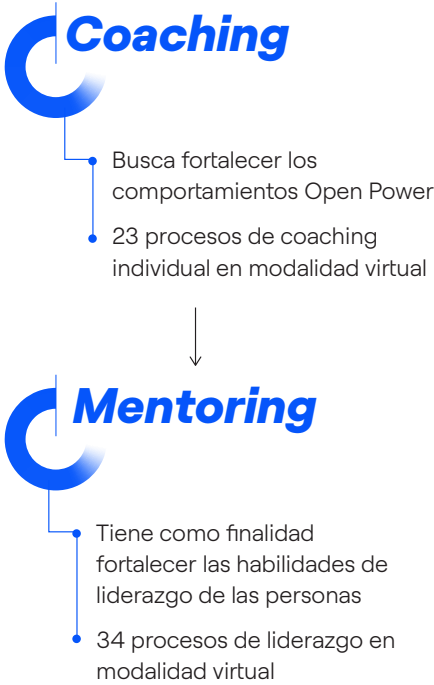 Coaching
Busca fortalecer los
comportamientos Open Power
23 procesos de coaching
individual en modalidad virtual
Mentoring
Tiene como finalidad
fortalecer las habilidades de
liderazgo de las personas
34 procesos de liderazgo en
modalidad virtual